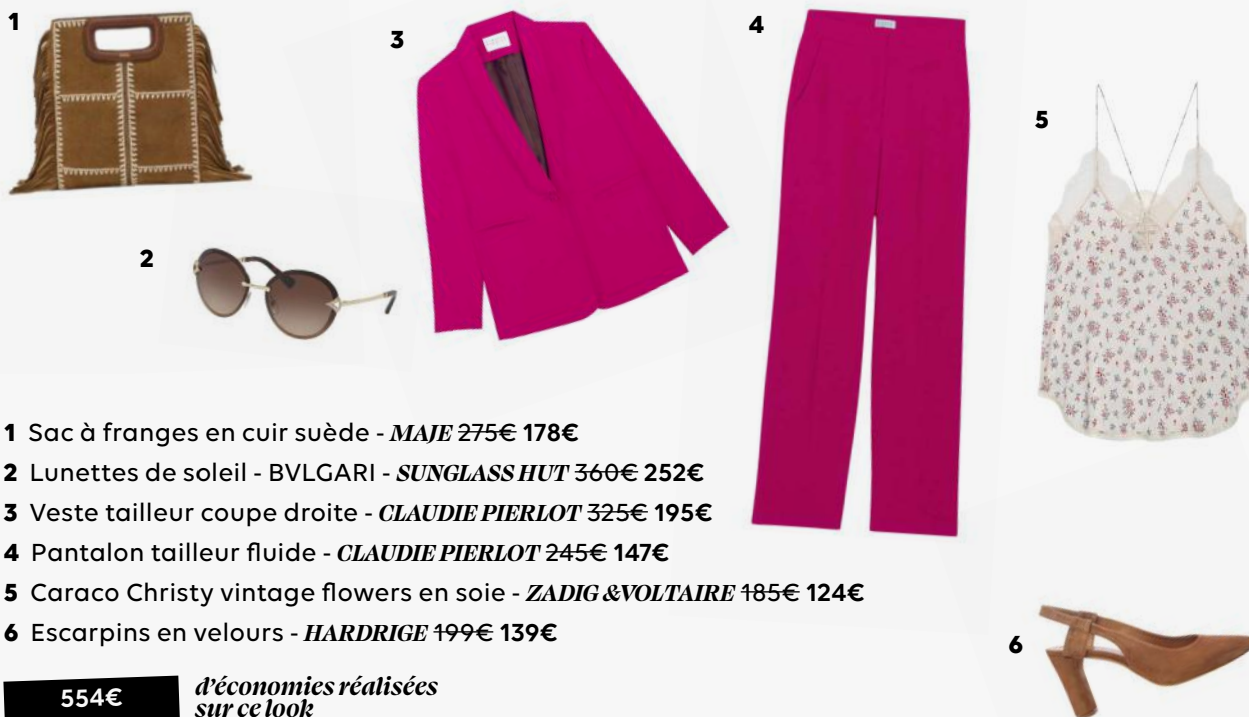 1
3
4
5
2
1 Sac à franges en cuir suède - MAJE 275€ 178€
2 Lunettes de soleil - BVLGARI - SUNGLASS HUT 360€ 252€
3 Veste tailleur coupe droite - CLAUDIE PIERLOT 325€ 195€
4 Pantalon tailleur fluide - CLAUDIE PIERLOT 245€ 147€
5 Caraco Christy vintage flowers en soie - ZADIG &VOLTAIRE 185€ 124€
6 Escarpins en velours - HARDRIGE 199€ 139€
6
554€
d'économies réalisées
sur ce look